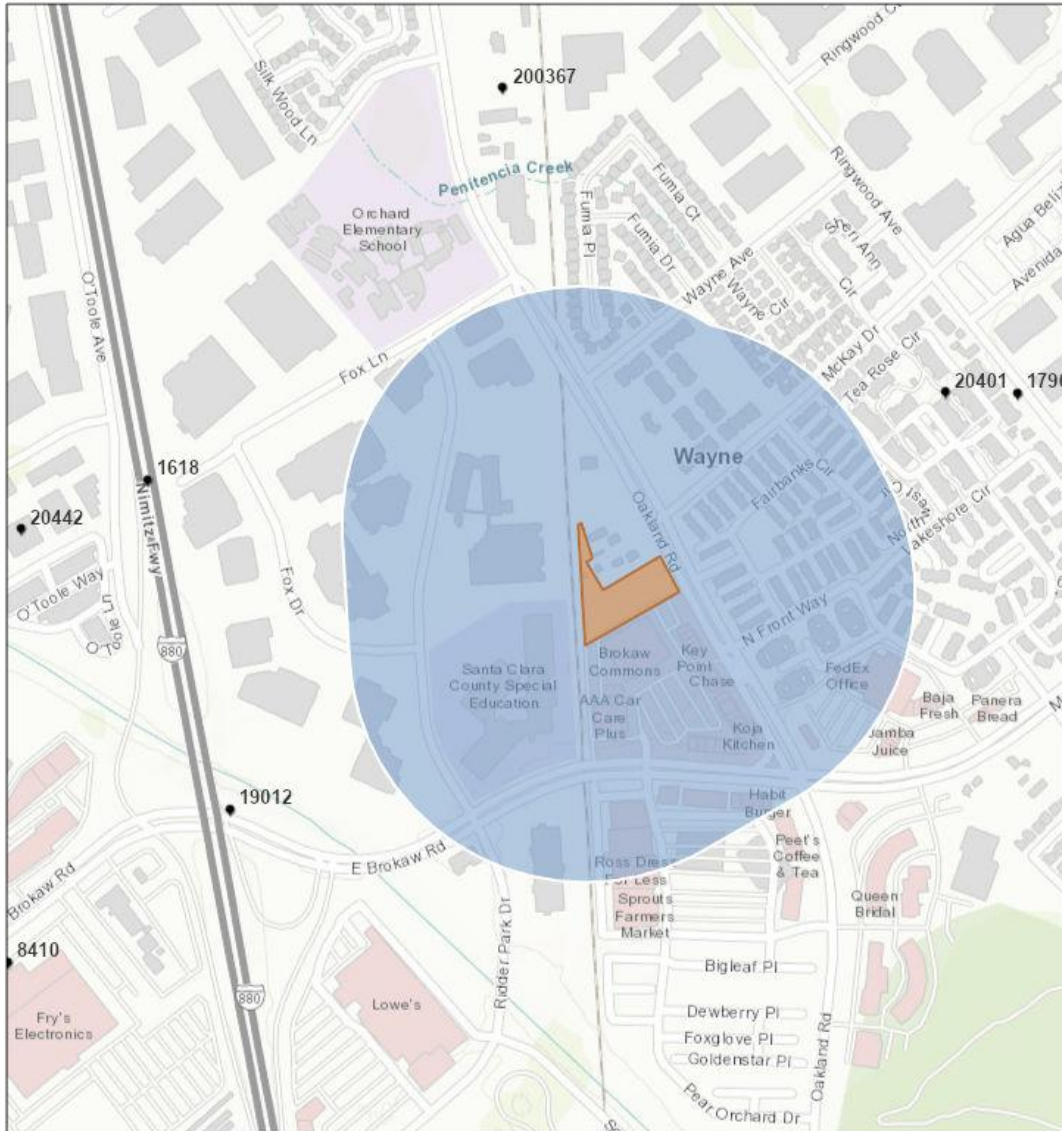 Ringwood Ct
200367
Silk Wood Ln
Penitencia Creek
Ringwood Ave
Orchard
Elementary
School
Fumia Ct
Fumia Pl
Fumia Dr
Agua Bella
Avenida
Teri Ann
Cir
Wayne Ave
Wayne Cir
O'Toole Ave
McKay Dr
Tea Rose Cir
Fox Ln
20401
1618
Wayne
20442
Nimitz Fwy
Oakland Rd
Fairbanks Cir
North
Lakeshore Cir
O'Toole Way
Fox Dr
880
N Front Way
Santa Clara
County Special
Education
Brokaw
Commons
Key
Point
Chase
FedEx
Office
AAA Car
Care
Plus
Baja
Fresh
Panera
Bread
Koja
Kitchen
Jamba
Juice
19012
Habit
Burger
E Brokaw Rd
Peet's
Coffee
& Tea
Brokaw Rd
Ross Dress
For Less
Sprouts
Farmers
Market
Queen
Bridal
Ridder Park Dr
8410
Bigleaf Pl
880
Lowe's
Fry's
Electronics
Dewberry Pl
Foxglove Pl
Goldenstar Pl
Oakland Rd
Pear Orchard Dr